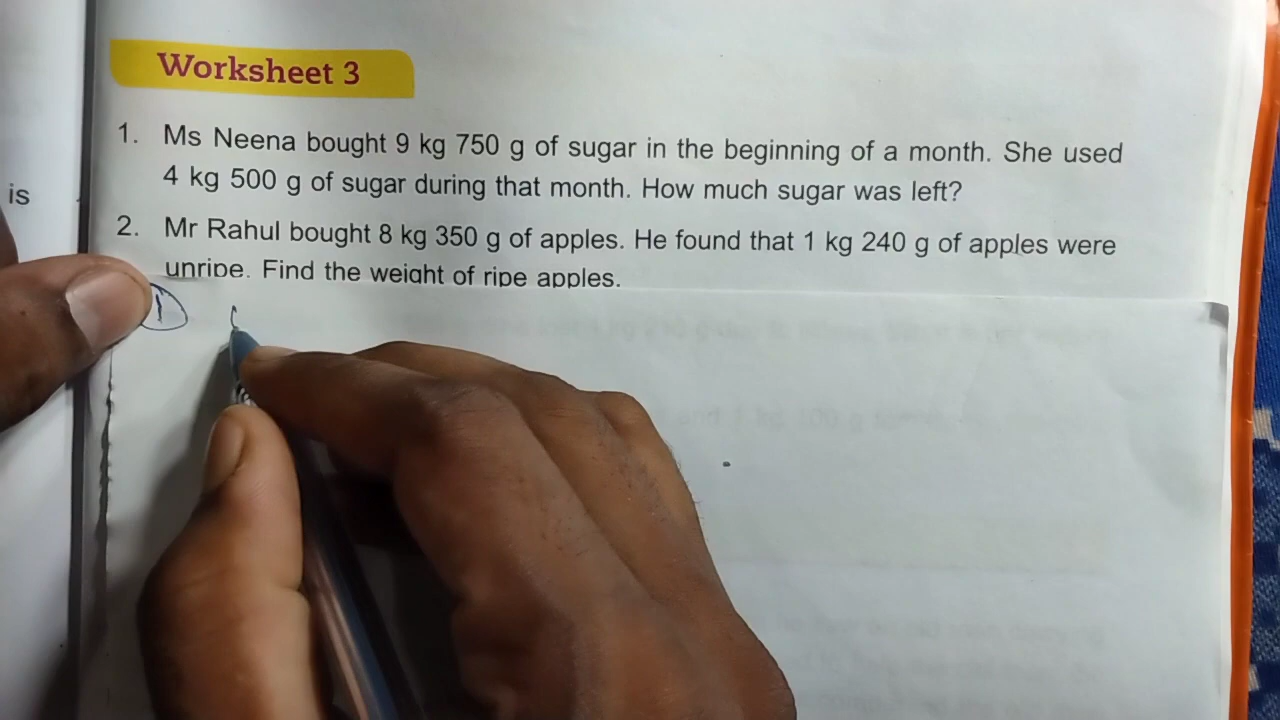 Worksheet 3
1. Ms Neena bought 9 kg 750 g of sugar in the beginning of a month. She used
4 kg 500 g of sugar during that month. How much sugar was left?
is
2. Mr Rahul bought 8 kg 350 g of apples. He found that 1 kg 240 g of apples were
unripe. Find the weight of ripe apples.
1